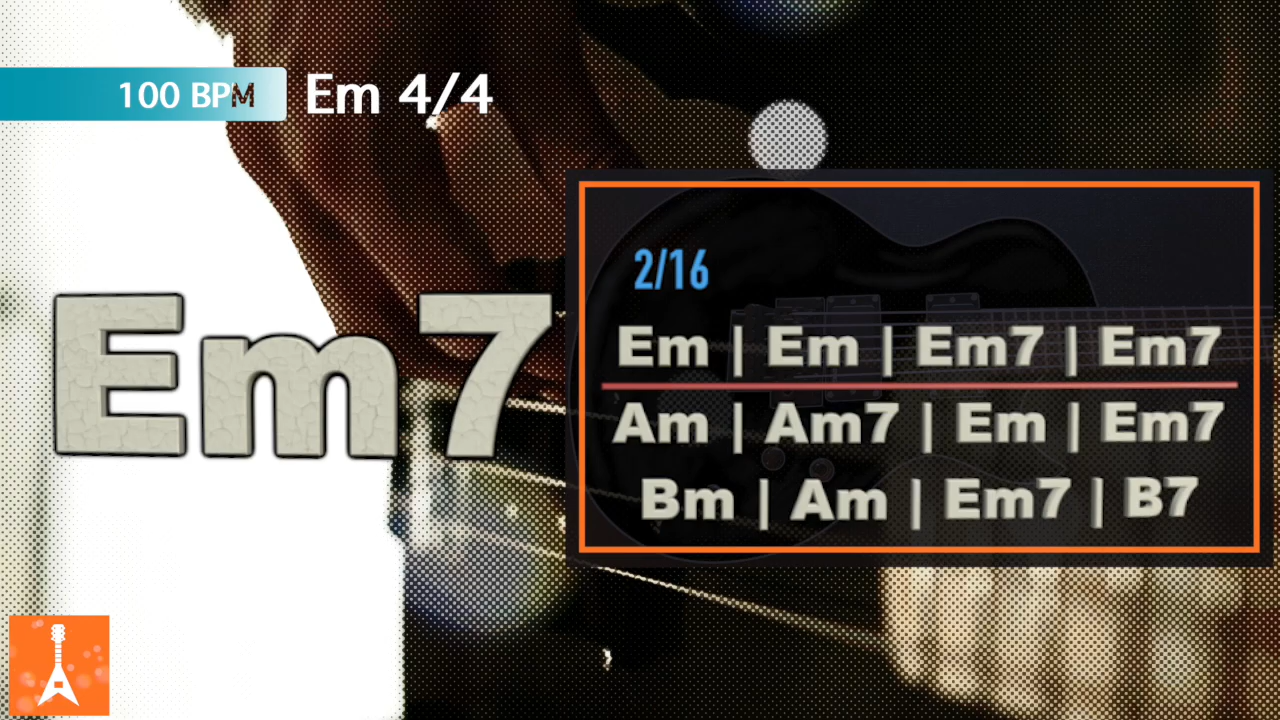 100 BPM Em 4/4
Em7
2/16
Em | Em | Em7 | Em7
Am | Am7 | Em | Em7
Bm | Am | Em7 | B7